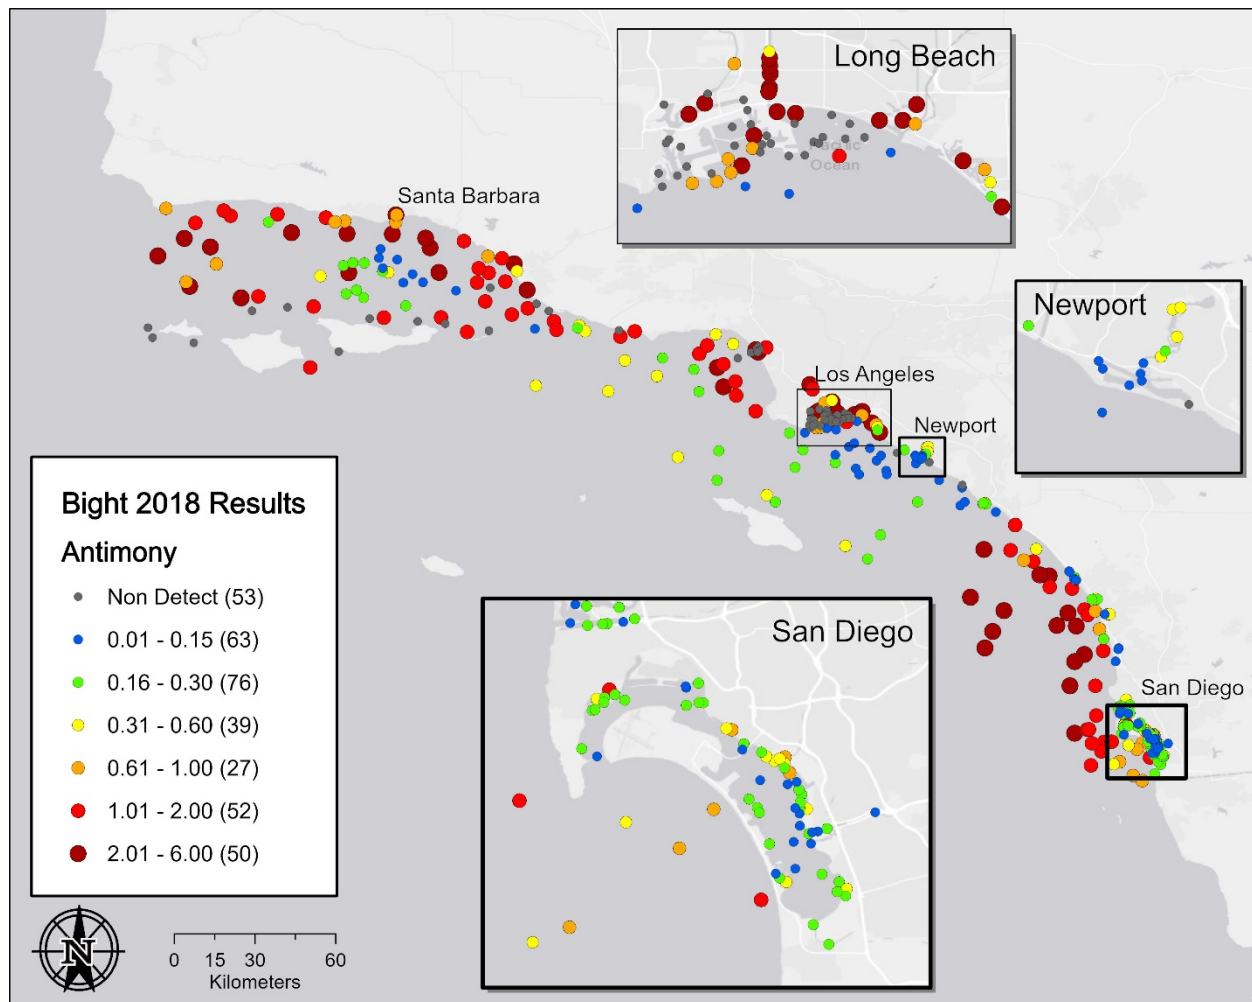 Long Beach
Pacific
Ocean
Santa Barbara
Newport
Los Angeles
Newport
Bight 2018 Results
Antimony
Non Detect (53)
0.01 - 0.15 (63)
0.16 - 0.30 (76)
0.31 - 0.60 (39)
0.61 - 1.00 (27)
1.01 - 2.00 (52)
2.01 - 6.00 (50)
San Diego
San Diego
N
0 15 30 60
Kilometers